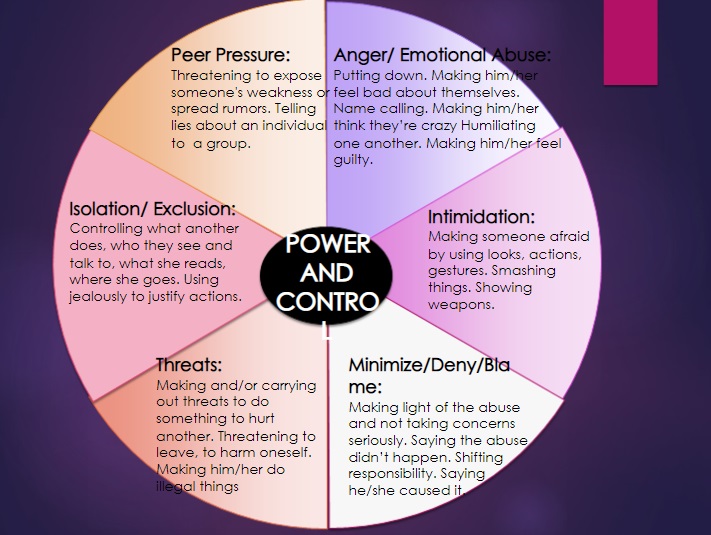 Peer Pressure:
Threatening to expose
someone's weakness or
spread rumors. Telling
lies about an individual
to a group.
Anger/ Emotional Abuse:
Putting down. Making him/her
feel bad about themselves.
Name calling. Making him/her
think they're crazy Humiliating
one another. Making him/her feel
guilty.
Isolation/ Exclusion:
Controlling what another
does, who they see and
talk to, what she reads,
where she goes. Using
jealously to justify actions.
POWER
AND
CONTRO
L
Intimidation:
Making someone afraid
by using looks, actions,
gestures. Smashing
things. Showing
weapons.
Threats:
Making and/or carrying
out threats to do
something to hurt
another. Threatening to
leave, to harm oneself.
Making him/her do
illegal things
Minimize/Deny/Bla
me:
Making light of the abuse
and not taking concerns
seriously. Saying the abuse
didn't happen. Shifting
responsibility. Saying
he/she caused it.